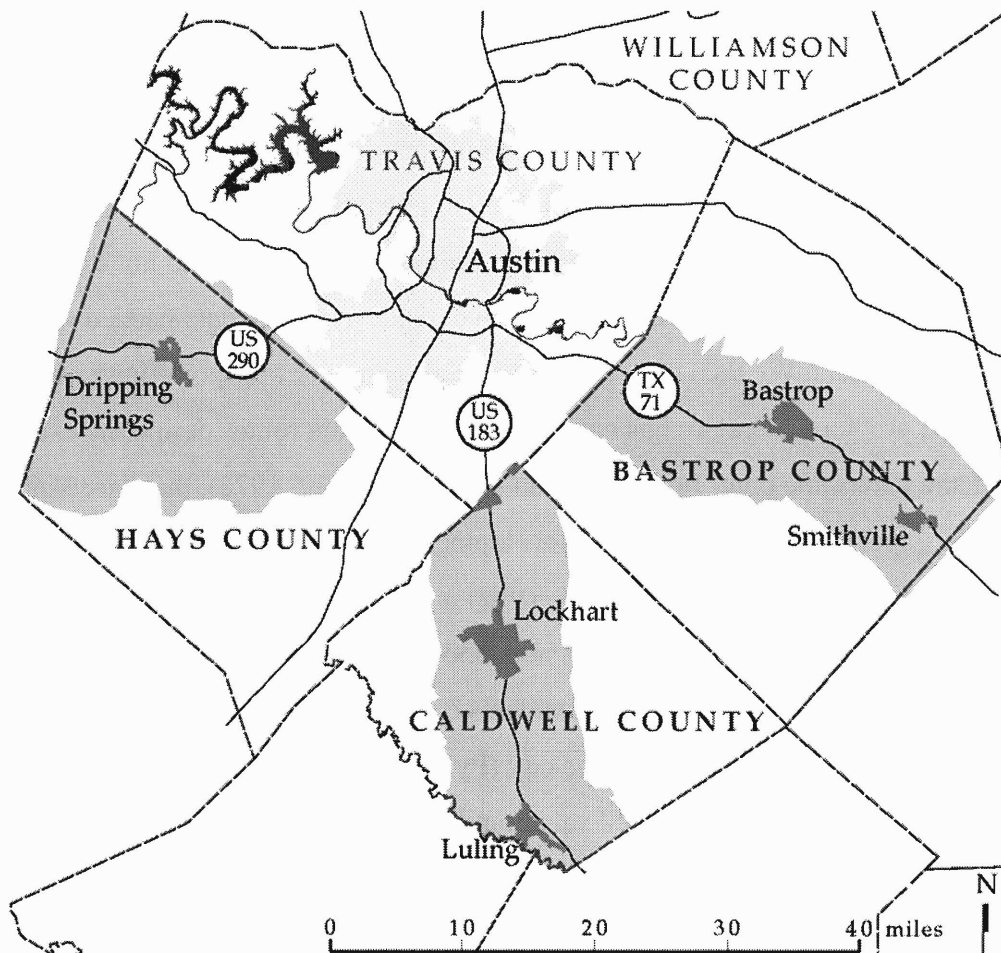 WILLIAMSON
COUNTY
TRAVIS COUNTY
Austin
US
290
Dripping
Springs
TX
71
Bastrop
US
183
BASTROP COUNTY
HAYS COUNTY
Smithville
Lockhart
CALDWELL COUNTY
Luling
N
0 10 20 30 40 miles